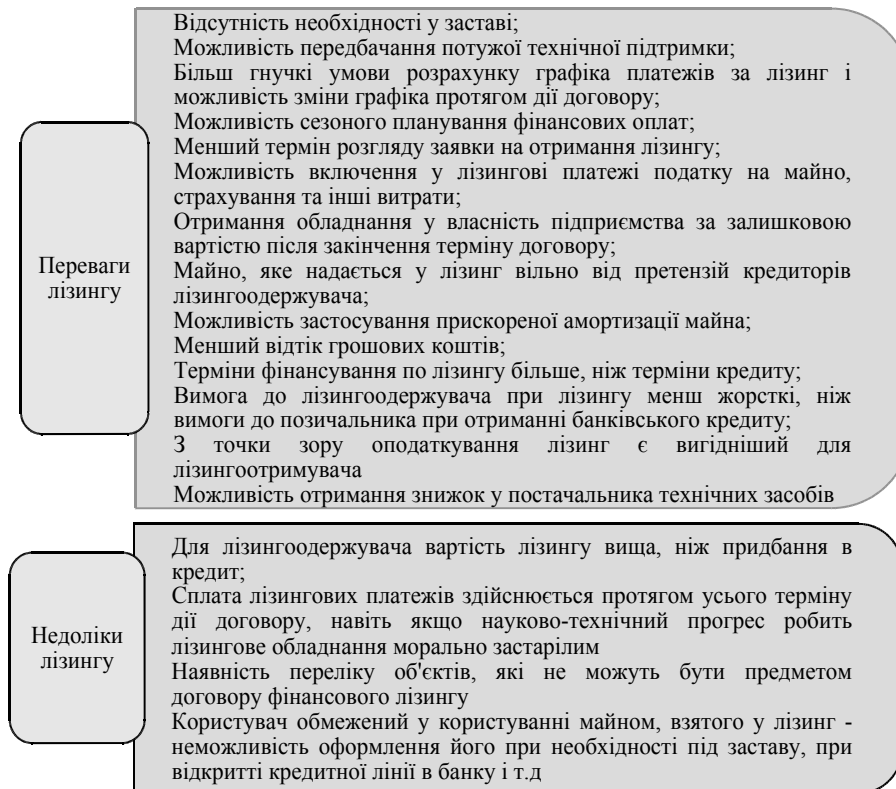 Відсутність необхідності у заставі;
Можливість передбачання потужої технічної підтримки;
Більш гнучкі умови розрахунку графіка платежів за лізинг і
можливість зміни графіка протягом дії договору;
Можливість сезоного планування фінансових оплат;
Менший термін розгляду заявки на отримання лізингу;
Можливість включення у лізингові платежі податку на майно,
страхування та інші витрати;
Отримання обладнання у власність підприємства за залишковою
вартістю після закінчення терміну договору;
Майно, яке надається у лізинг вільно від претензій кредиторів
лізингоодержувача;
Можливість застосування прискореної амортизації майна;
Менший відтік грошових коштів;
Терміни фінансування по лізингу більше, ніж терміни кредиту;
Вимога до лізингоодержувача при лізингу менш жорсткі, ніж
вимоги до позичальника при отриманні банківського кредиту;
З точки зору оподаткування лізинг є вигідніший для
лізингоотримувача
Можливість отримання знижок у постачальника технічних засобів
Переваги
лізингу
Для лізингоодержувача вартість лізингу вища, ніж придбання в
кредит;
Сплата лізингових платежів здійснюється протягом усього терміну
дії договору, навіть якщо науково-технічний прогрес робить
лізингове обладнання морально застарілим
Наявність переліку об'єктів, які не можуть бути предметом
договору фінансового лізингу
Користувач обмежений у користуванні майном, взятого у лізинг -
неможливість оформлення його при необхідності під заставу, при
відкритті кредитної лінії в банку і т.д
Недоліки
лізингу